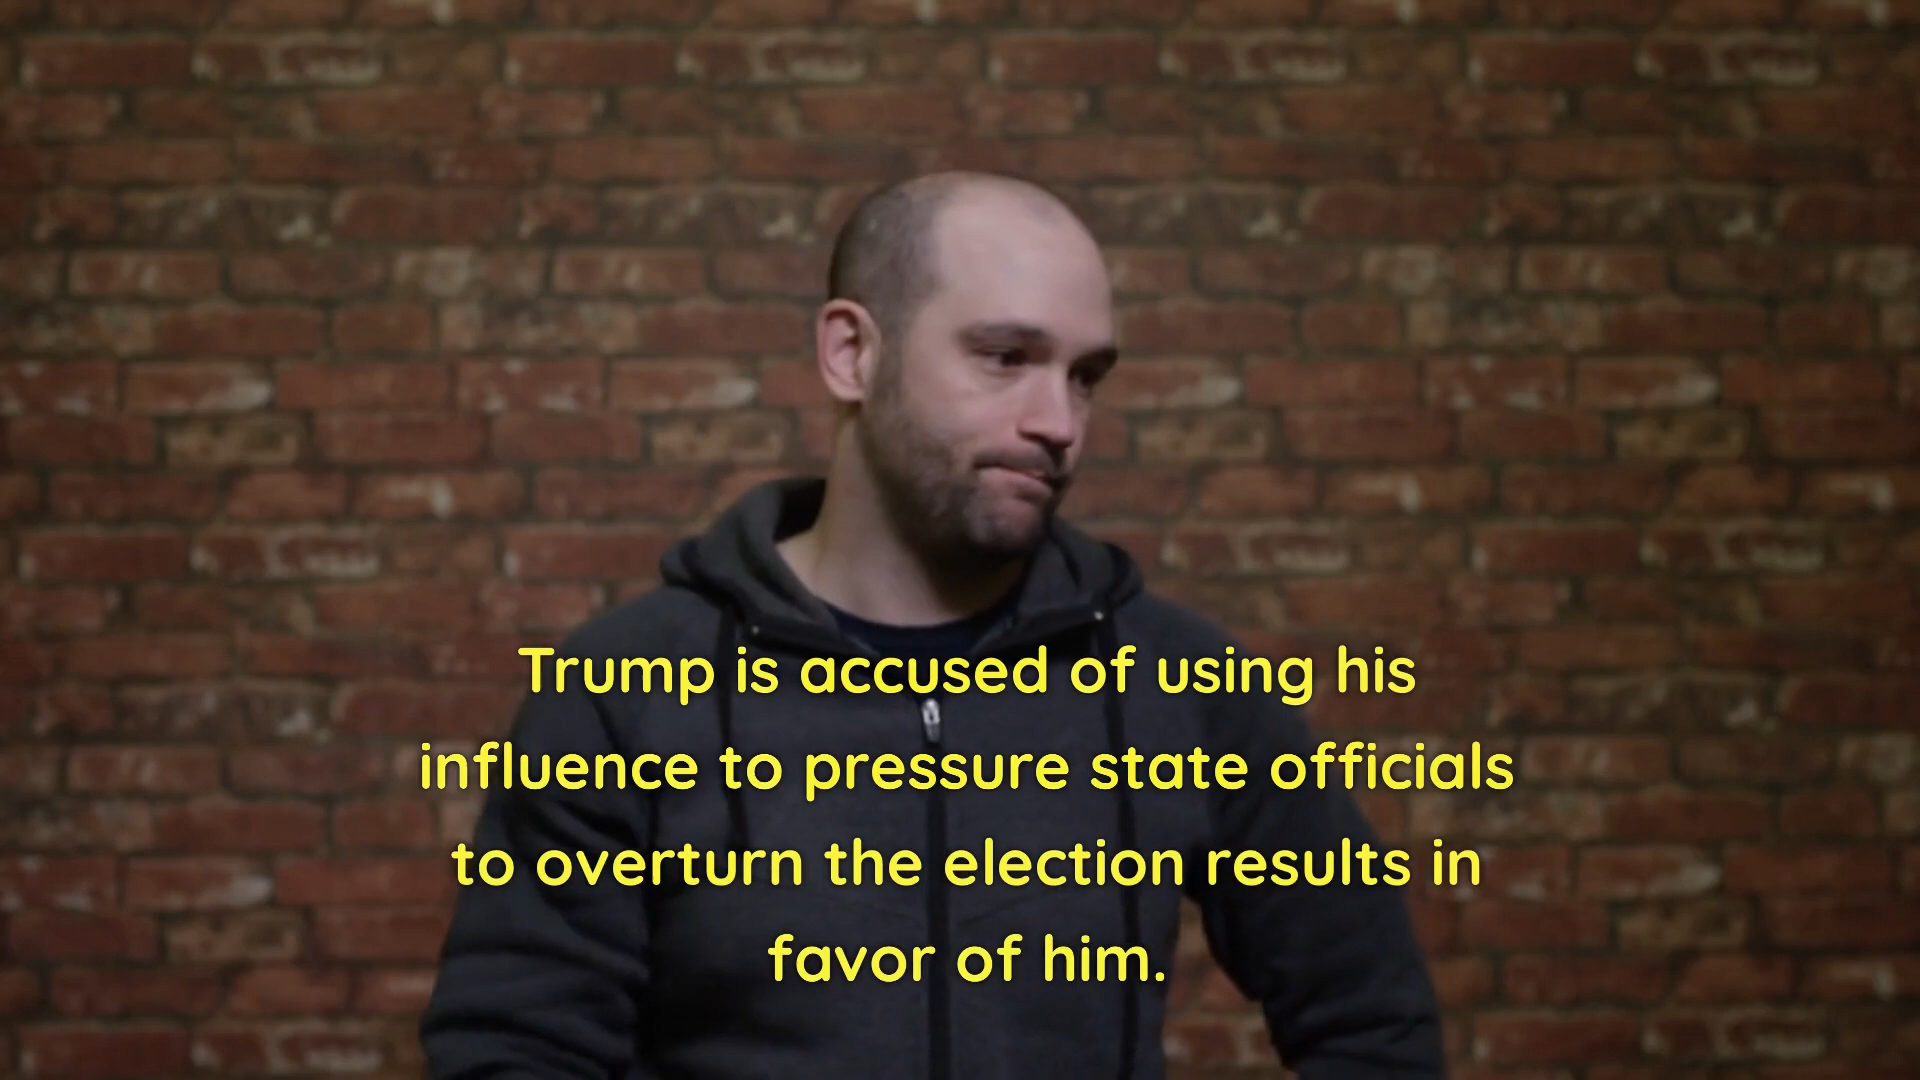 Trump is accused of using his
influence to pressure state officials
to overturn the election results in
favor of him.